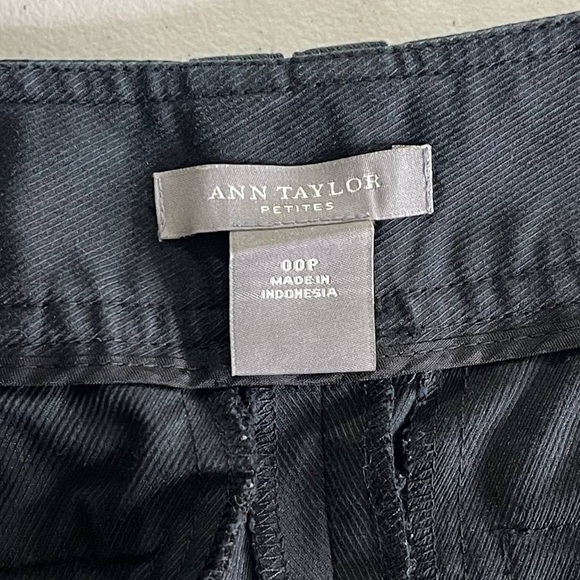 ANN TAYLOR
PETITES
00P
MADE IN
INDONESIA